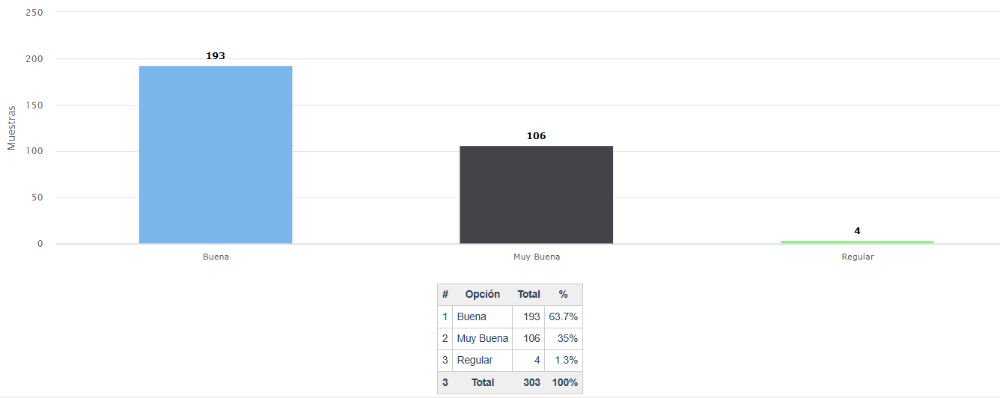 250
200
150
100
50
0
Muestras
193
106
4
Buena
Muy Buena
Regular
# Opción Total %
1 Buena 193 63.7%
2 Muy Buena 106 35%
3 Regular 4 1.3%
3 Total 303 100%